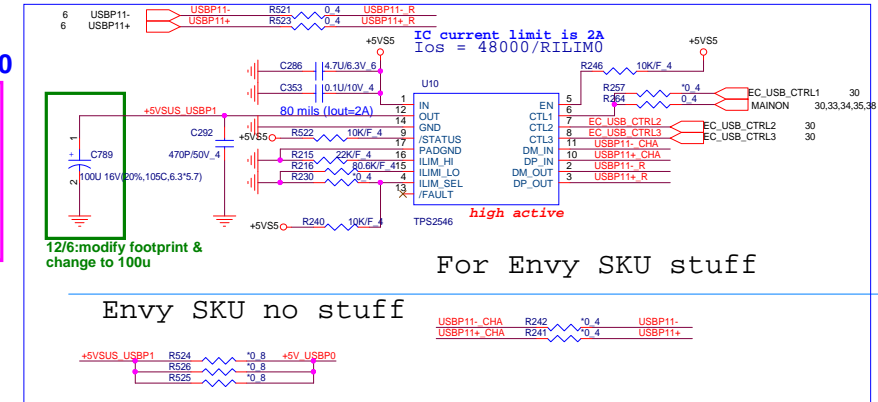 6 USBP11- USBP11- R521 0_4 USBP11-_R
6 USBP11+ USBP11+ R523 0_4 USBP11+_R
IC current limit is 2A
Ios = 48000/RILIM0
+5VS5
+5VS5
0
C286 4.7U/6.3V_6
R246 10K/F_4
C353 0.1U/10V_4
U10
R257 *0_4 EC_USB_CTRL1 30
R264 0_4 MAINON 30,33,34,35,38
+5VSUS_USBP1
80 mils (Iout=2A)
1 IN EN 5
12 OUT CTL1 6
14 GND CTL2 7 EC_USB_CTRL2 EC_USB_CTRL2 30
C292 +5VS5 R522 10K/F_4 9 /STATUS CTL3 8 EC_USB_CTRL3 EC_USB_CTRL3 30
17 PADGND DM_IN 11 USBP11-_CHA
R215 22K/F_4 16 ILIM_HI DP_IN 10 USBP11+_CHA
R216 80.6K/F_4 15 ILIM_LO DM_OUT 2 USBP11-_R
R230 *0_4 4 ILIM_SEL DP_OUT 3 USBP11+_R
13 /FAULT
470P/50V_4
+ 1
C789
2
100U 16V(20%,105C,6.3*5.7)
+5VS5 R240 10K/F_4
TPS2546
high active
12/6:modify footprint &
change to 100u
For Envy SKU stuff
Envy SKU no stuff
USBP11-_CHA R242 *0_4 USBP11-
USBP11+_CHA R241 *0_4 USBP11+
+5VSUS_USBP1 R524 *0_8 +5V_USBP0
R526 *0_8
R525 *0_8